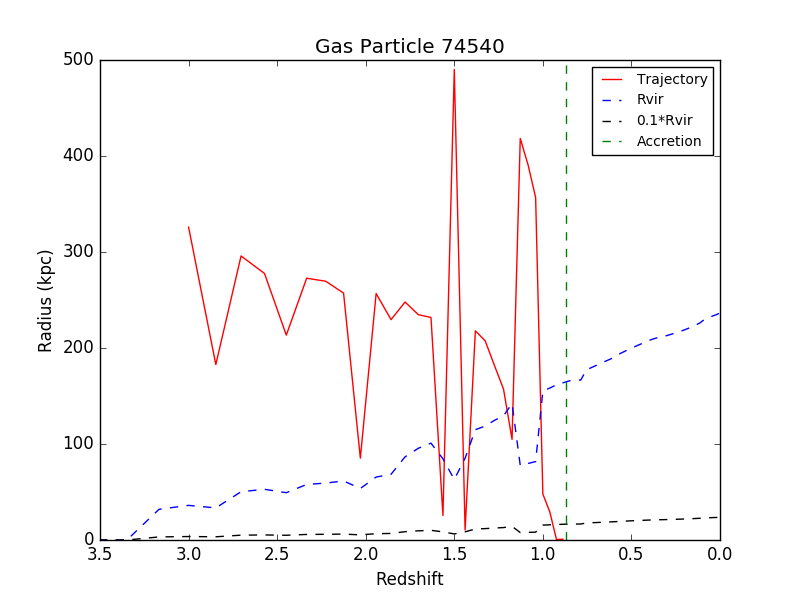 Gas Particle 74540
500
400
300
200
100
0
Radius (kpc)
3.5 3.0 2.5 2.0 1.5 1.0 0.5 0.0
Redshift
Trajectory
Rvir
0.1*Rvir
Accretion